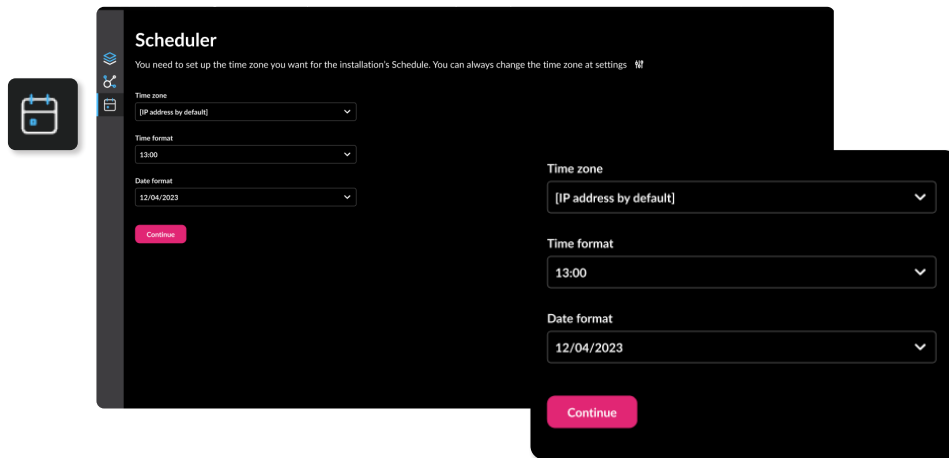 Scheduler
You need to set up the time zone you want for the installation's Schedule. You can always change the time zone at settings
Time zone
[IP address by default]
Time format
13:00
Date format
12/04/2023
Continue
Time zone
[IP address by default]
Time format
13:00
Date format
12/04/2023
Continue